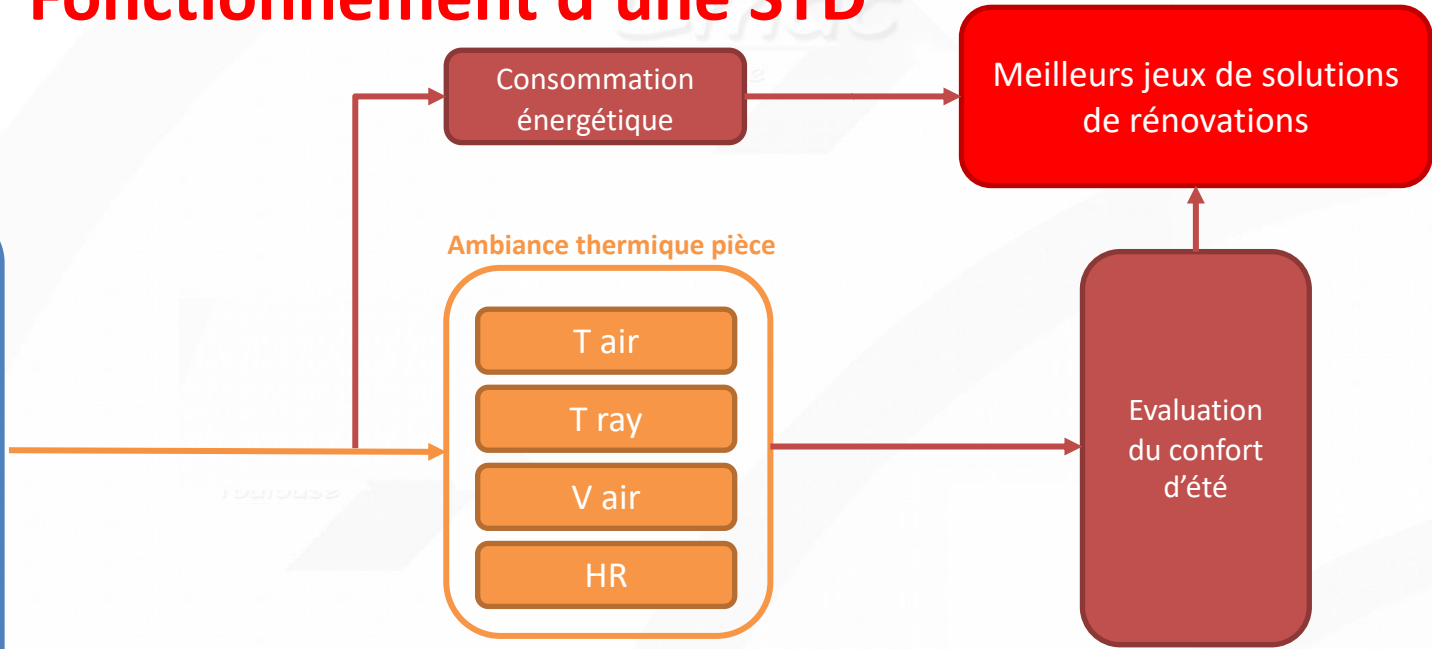 Fonctionnement d'une STD
Consommation
énergétique
Meilleurs jeux de solutions
de rénovations
Ambiance thermique pièce
T air
T ray
V air
HR
Evaluation
du confort
d’été
Toulouse